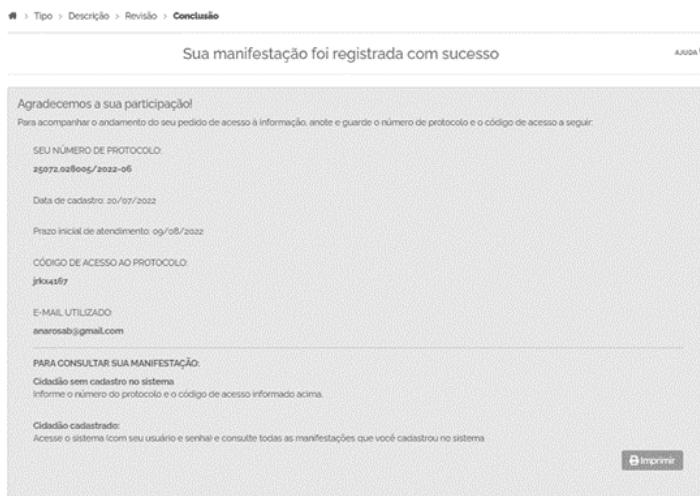 > Tipo > Descrição > Revisão > Conclusão
Sua manifestação foi registrada com sucesso
AJUDA
Agradecemos a sua participação!
Para acompanhar o andamento do seu pedido de acesso à informação, anote e guarde o número de protocolo e o código de acesso a seguir:
SEU NÚMERO DE PROTOCOLO:
25072.028005/2022-06
Data de cadastro: 20/07/2022
Prazo inicial de atendimento: 09/08/2022
CÓDIGO DE ACESSO AO PROTOCOLO:
jrkx4167
E-MAIL UTILIZADO:
anarosab@gmail.com
PARA CONSULTAR SUA MANIFESTAÇÃO:
Cidadão sem cadastro no sistema
Informe o número do protocolo e o código de acesso informado acima.
Cidadão cadastrado:
Acesse o sistema (com seu usuário e senha) e consulte todas as manifestações que você cadastrou no sistema
Imprimir